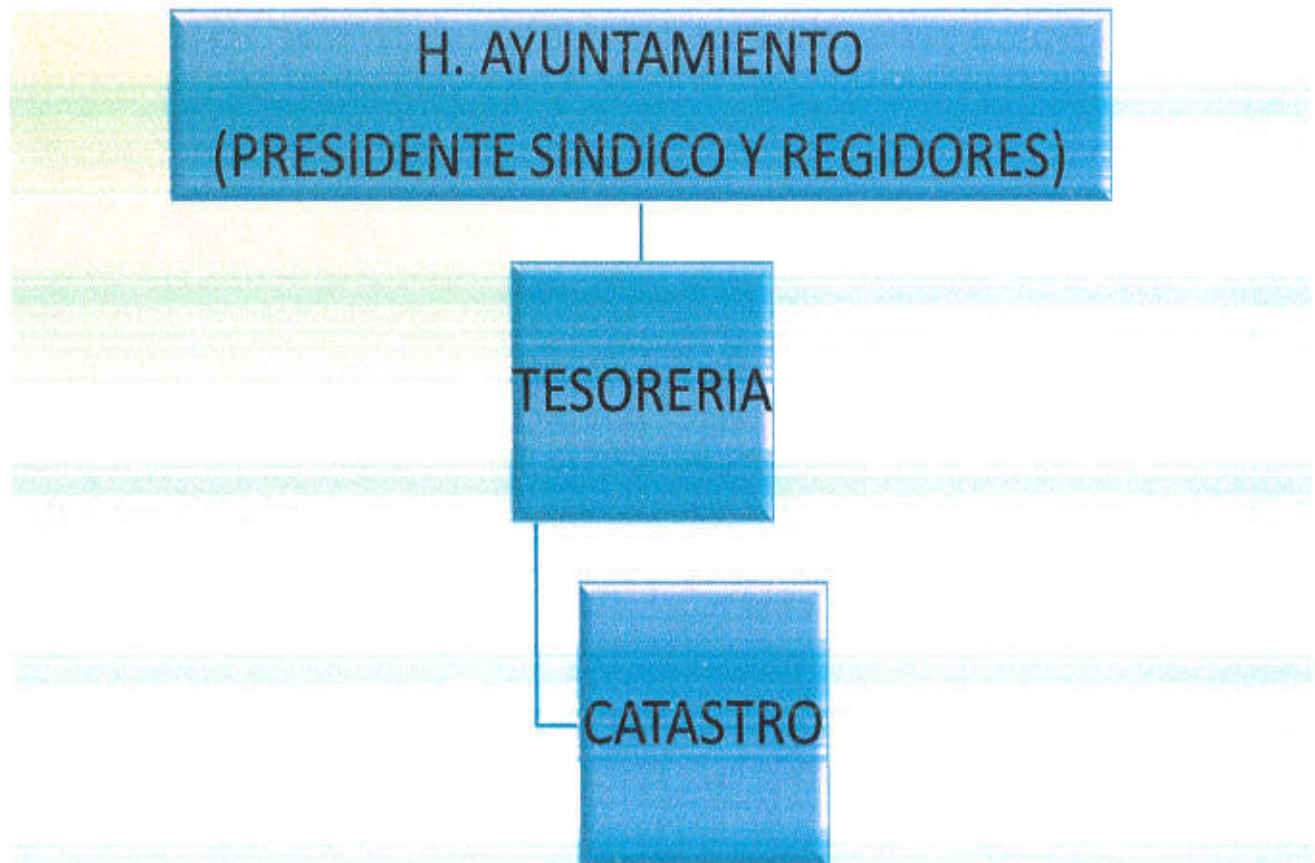 H. AYUNTAMIENTO
(PRESIDENTE SINDICO Y REGIDORES)
TESORERIA
CATASTRO